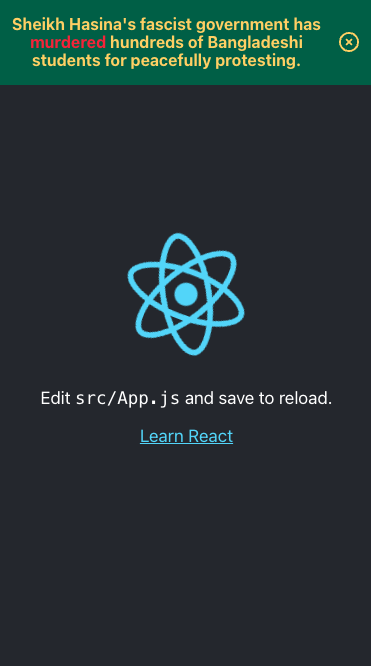 Sheikh Hasina's fascist government has
murdered hundreds of Bangladeshi
students for peacefully protesting.
Edit src/App.js and save to reload.
Learn React